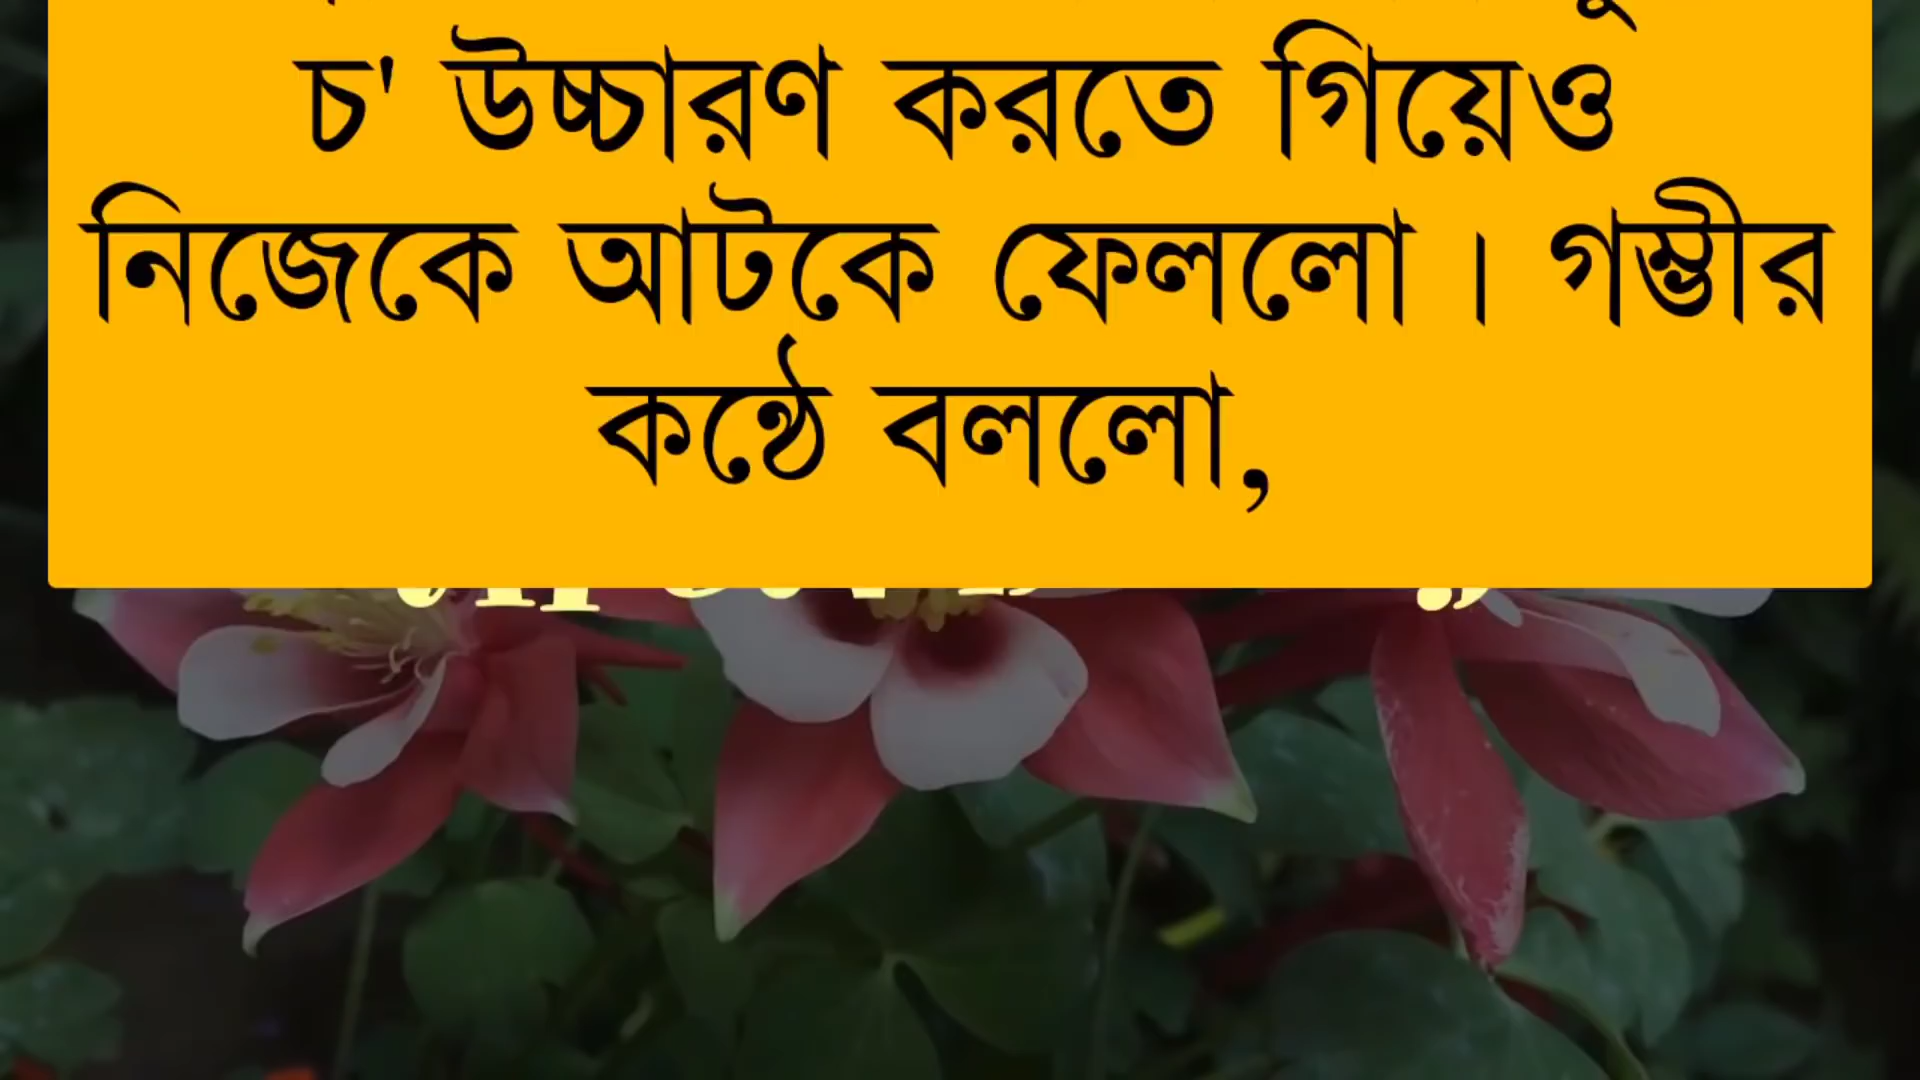 চ' উচ্চারণ করতে গিয়েও
নিজেকে আটকে ফেললো। গম্ভীর
কণ্ঠে বললো,